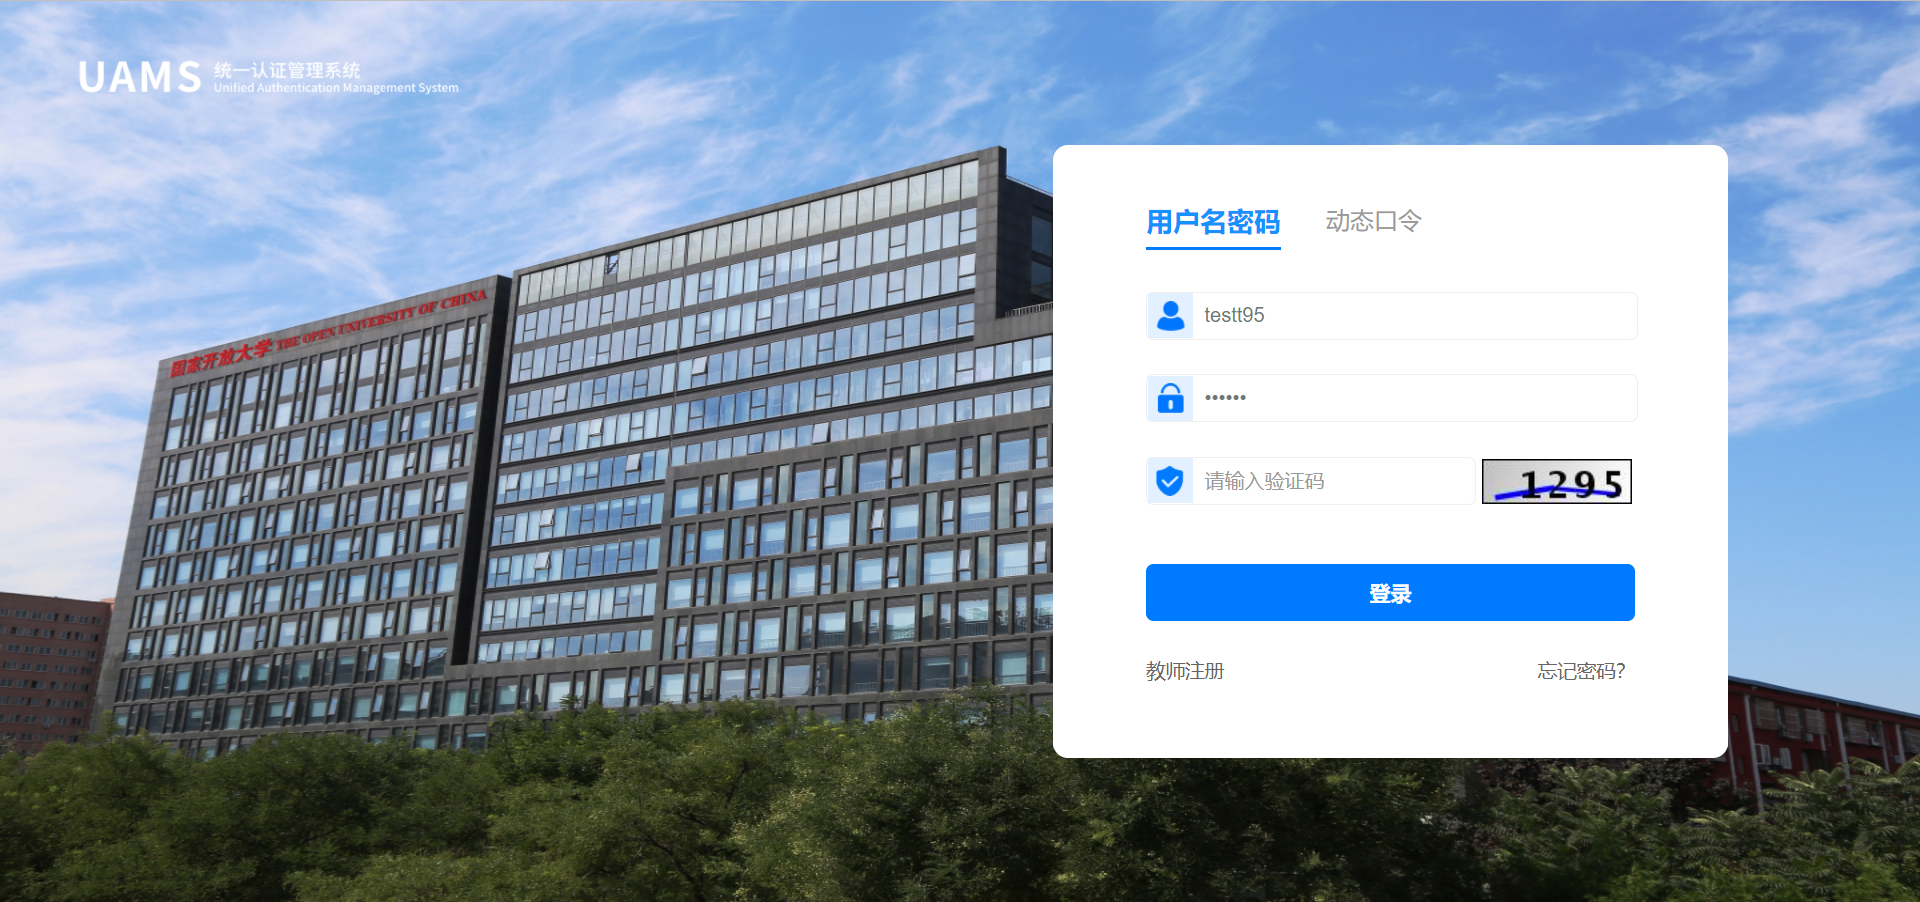 UAMS 统一认证管理系统
Unified Authentication Management System
国家开放大学 THE OPEN UNIVERSITY OF CHINA
用户名密码 动态口令
testt95
••••••
请输入验证码 1295
登录
教师注册 忘记密码?